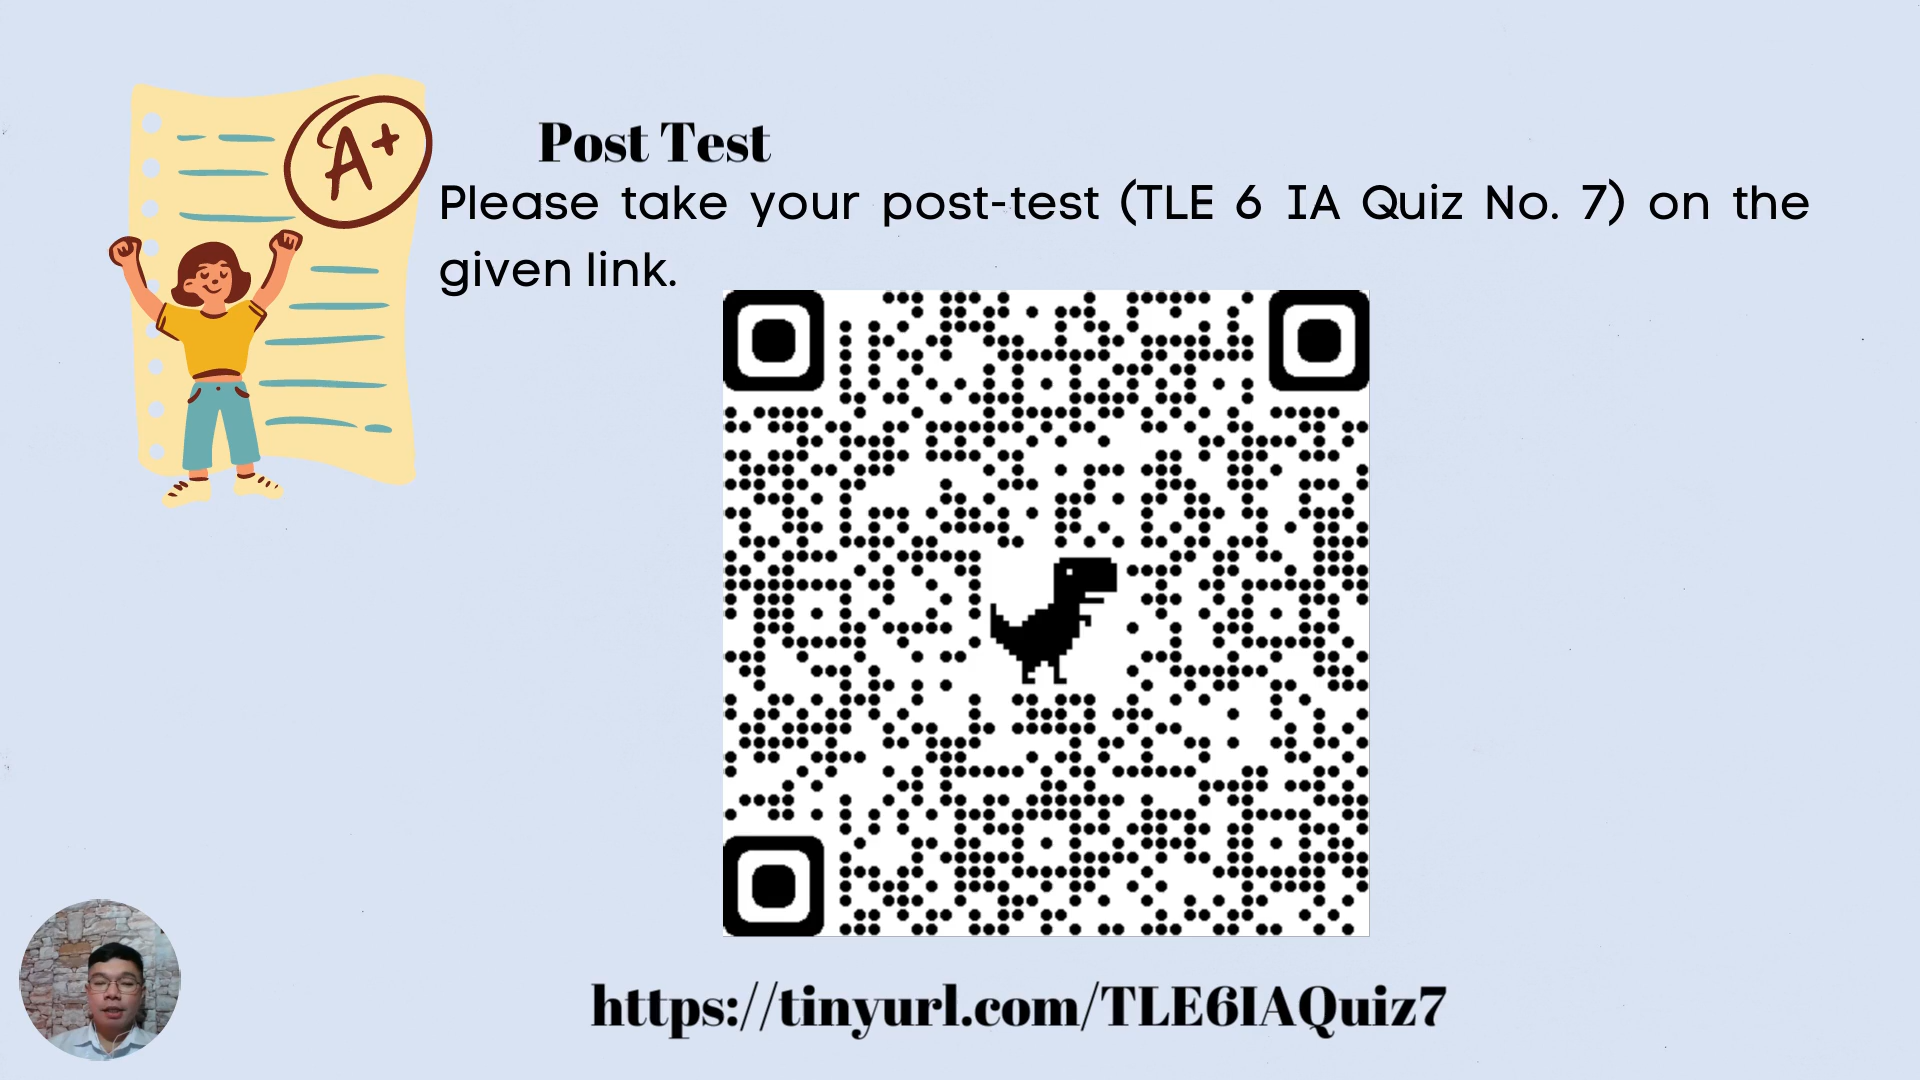 A+
Post Test
Please take your post-test (TLE 6 IA Quiz No. 7) on the
given link.
https://tinyurl.com/TLE6IAQuiz7